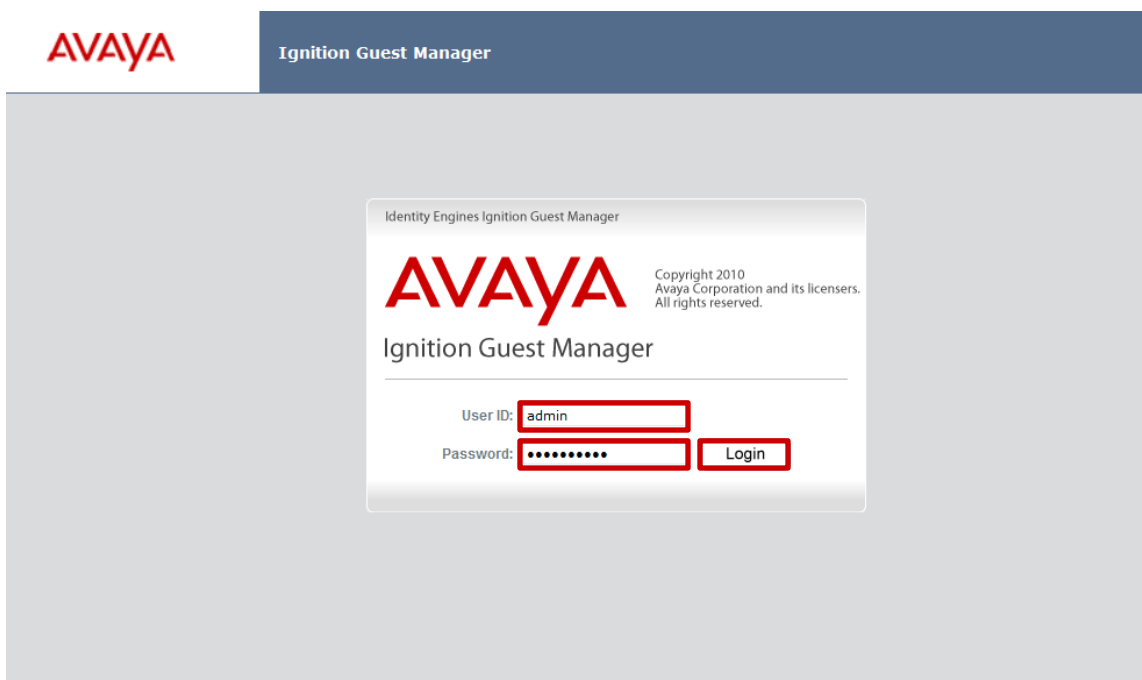 AVAYA
Ignition Guest Manager
Identity Engines Ignition Guest Manager
AVAYA
Copyright 2010
Avaya Corporation and its licensers.
All rights reserved.
Ignition Guest Manager
User ID: admin
Password: ••••••••••
Login